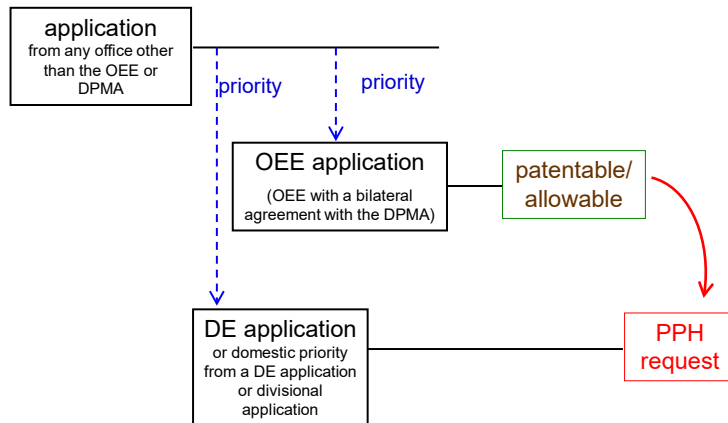 application
from any office other
than the OEE or
DPMA
priority
priority
OEE application
(OEE with a bilateral
agreement with the DPMA)
patentable/
allowable
DE application
or domestic priority
from a DE application
or divisional
application
PPH
request